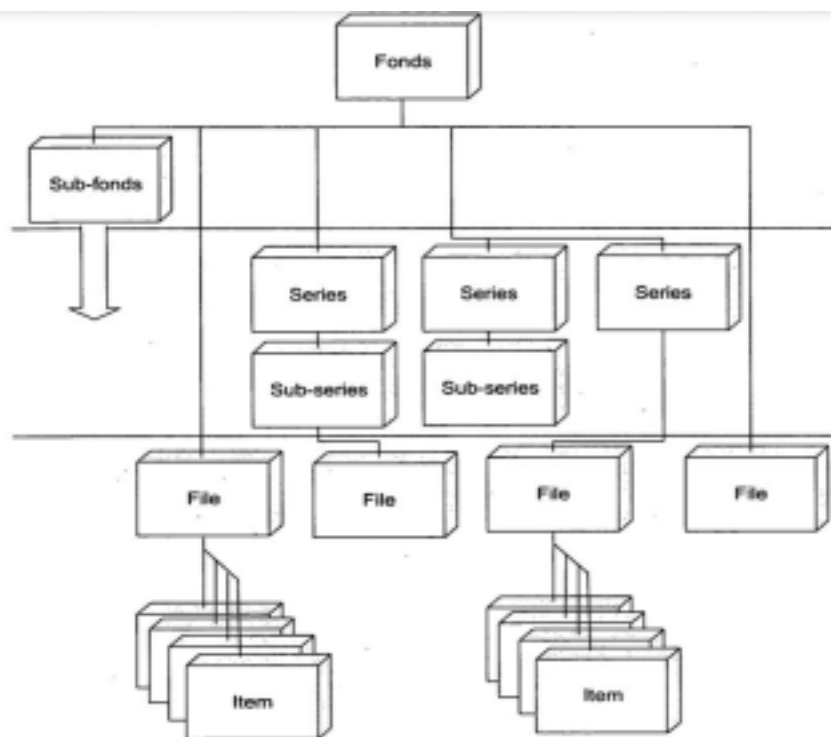 Fonds
Sub-fonds
Series
Series
Series
Sub-series
Sub-series
File
File
File
File
Item
Item